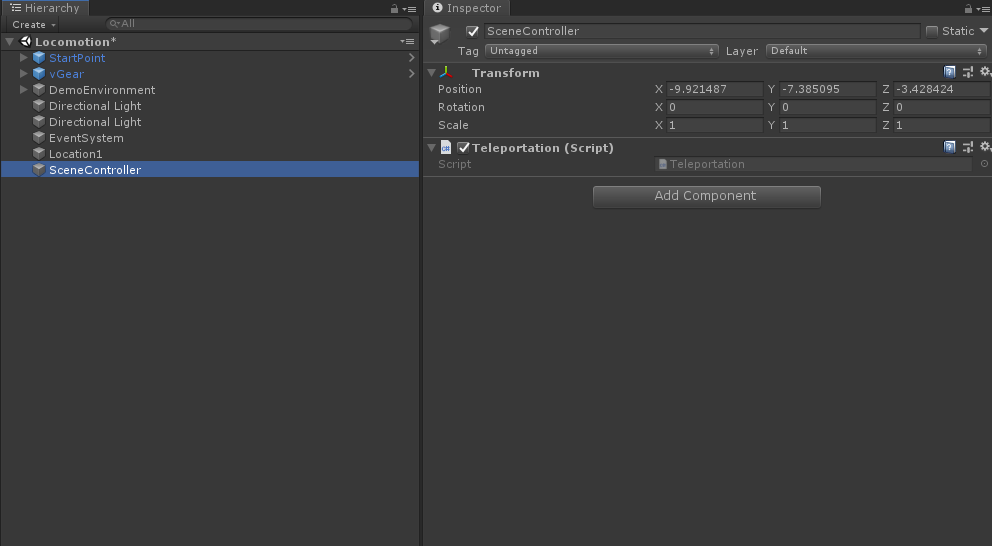 Hierarchy
Create All
Locomotion*
StartPoint
vGear
DemoEnvironment
Directional Light
Directional Light
EventSystem
Location1
SceneController
Inspector
SceneController Static
Tag Untagged Layer Default
Transform
Position X -9.921487 Y -7.385095 Z -3.428424
Rotation X 0 Y 0 Z 0
Scale X 1 Y 1 Z 1
Teleportation (Script)
Script Teleportation
Add Component